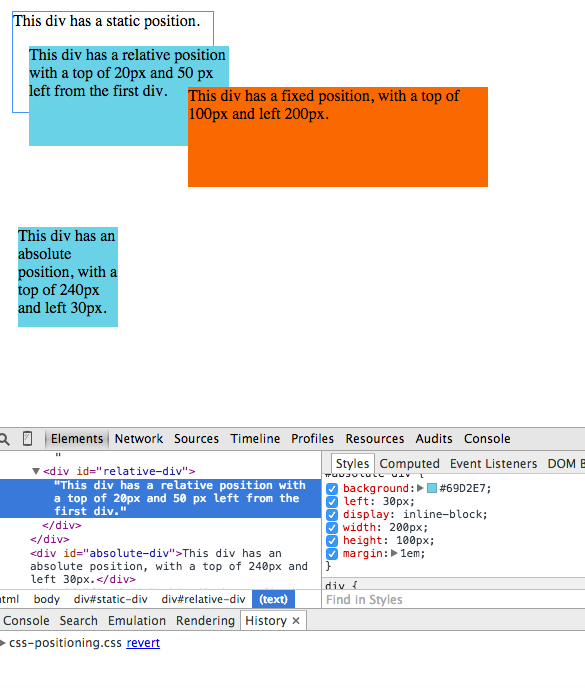 This div has a static position.
This div has a relative position
with a top of 20px and 50 px
left from the first div.
This div has a fixed position, with a top of
100px and left 200px.
This div has an
absolute
position, with a
top of 240px
and left 30px.
Elements Network Sources Timeline Profiles Resources Audits Console
"
▼<div id="relative-div">
"This div has a relative position with
a top of 20px and 50 px left from the
first div."
</div>
</div>
<div id="absolute-div">This div has an
absolute position, with a top of 240px and
left 30px.</div>
html body div#static-div div#relative-div (text)
Styles Computed Event Listeners DOM B
#absolute-div {
background:▶#69D2E7;
left: 30px;
display: inline-block;
width: 200px;
height: 100px;
margin:▶1em;
}
div {
Find in Styles
Console Search Emulation Rendering History ×
▶css-positioning.css revert